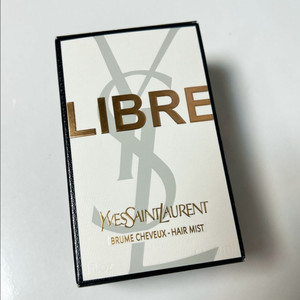 LIBRE
YVESSAINTLAURENT
BRUME CHEVEUX - HAIR MIST